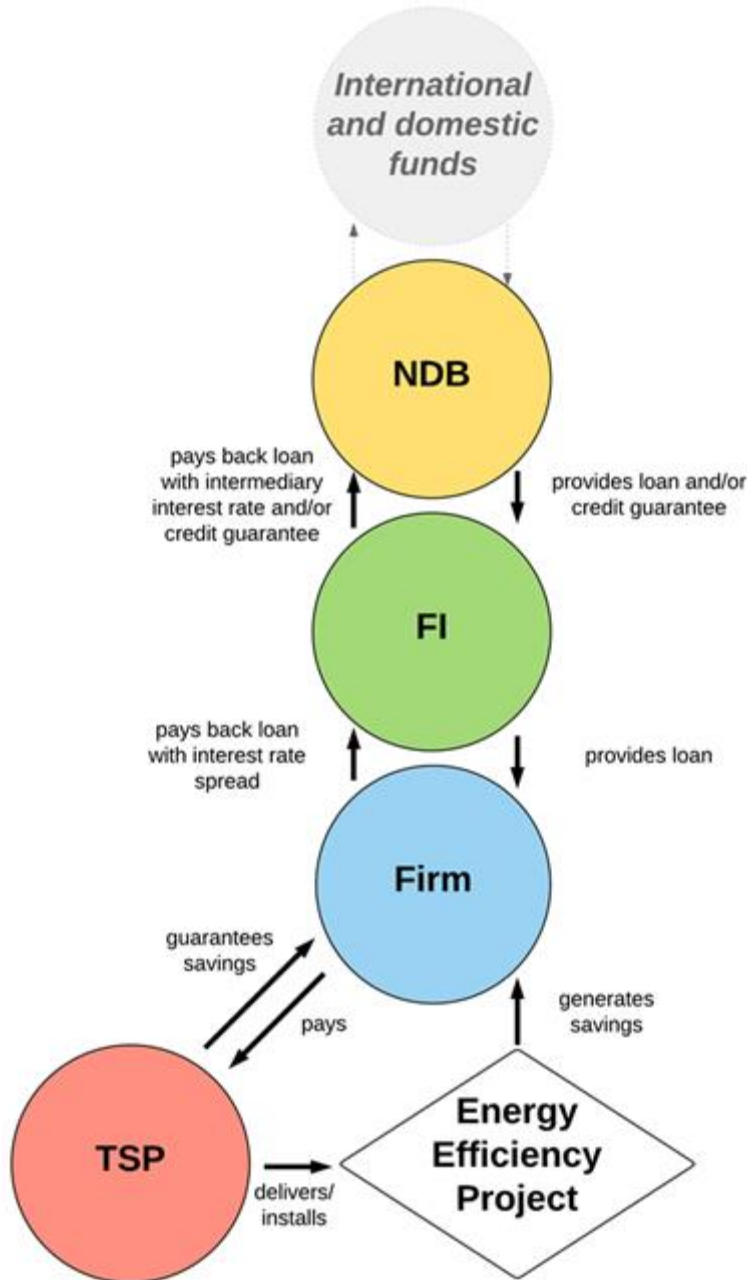 International
and domestic
funds
NDB
pays back loan
with intermediary
interest rate and/or
credit guarantee
provides loan and/or
credit guarantee
FI
pays back loan
with interest rate
spread
provides loan
Firm
guarantees
savings
pays
generates
savings
TSP
delivers/
installs
Energy
Efficiency
Project